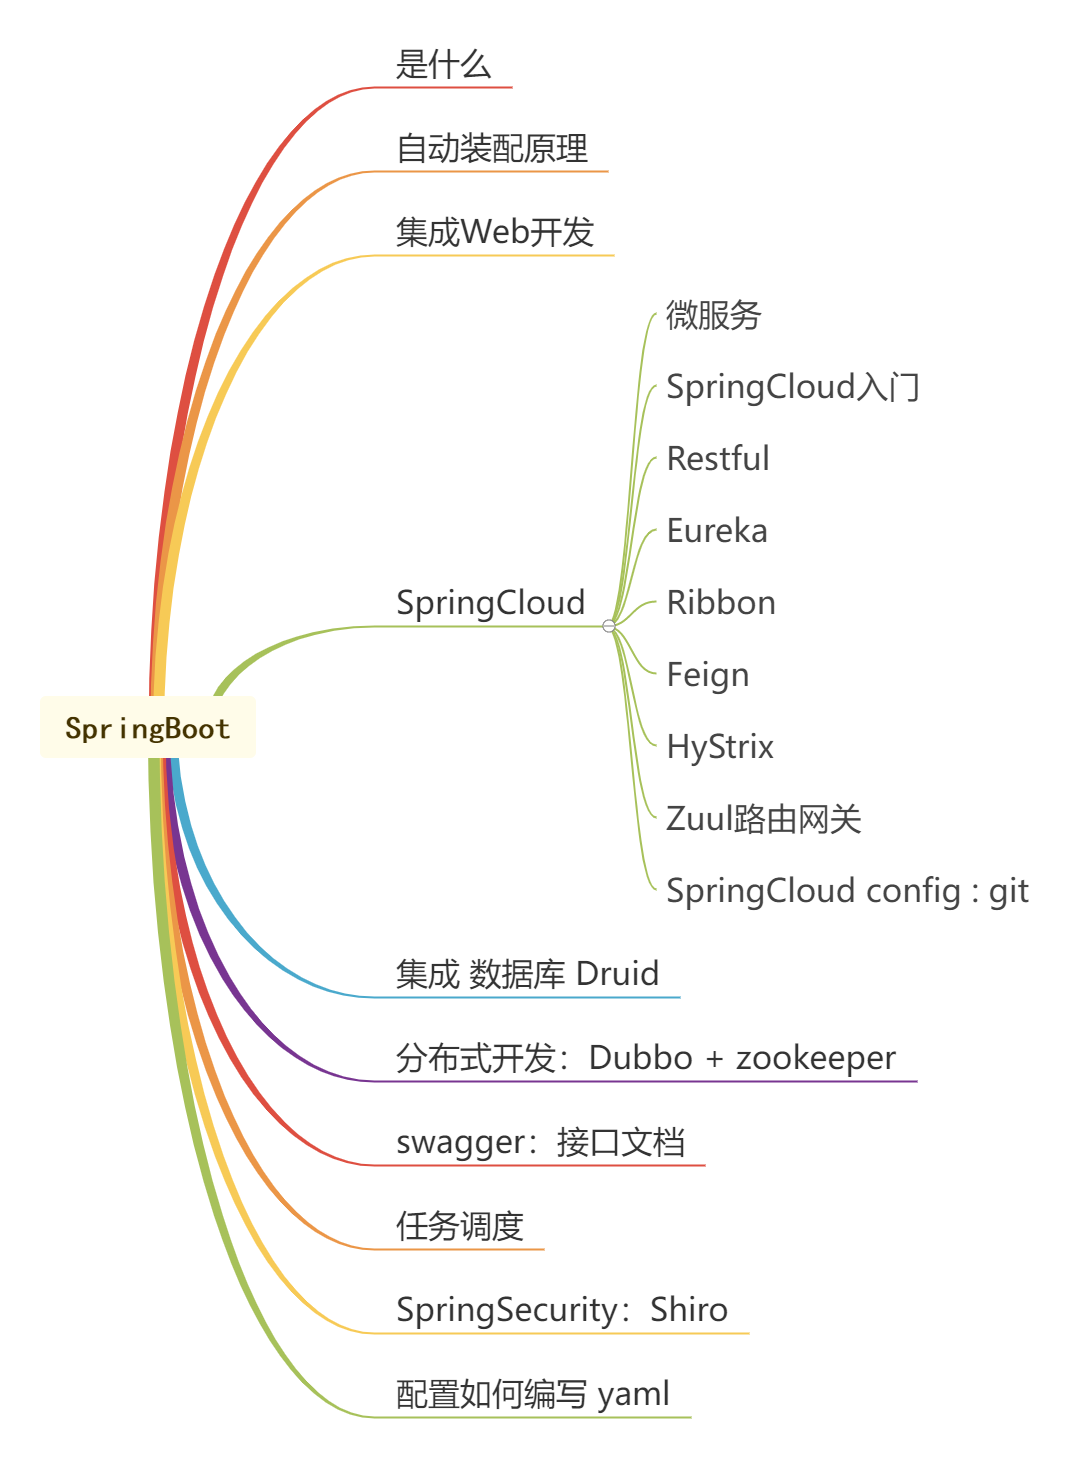 是什么
自动装配原理
集成Web开发
微服务
SpringCloud入门
Restful
Eureka
SpringCloud
Ribbon
Feign
HyStrix
Zuul路由网关
SpringCloud config : git
SpringBoot
集成 数据库 Druid
分布式开发：Dubbo + zookeeper
swagger：接口文档
任务调度
SpringSecurity：Shiro
配置如何编写 yaml